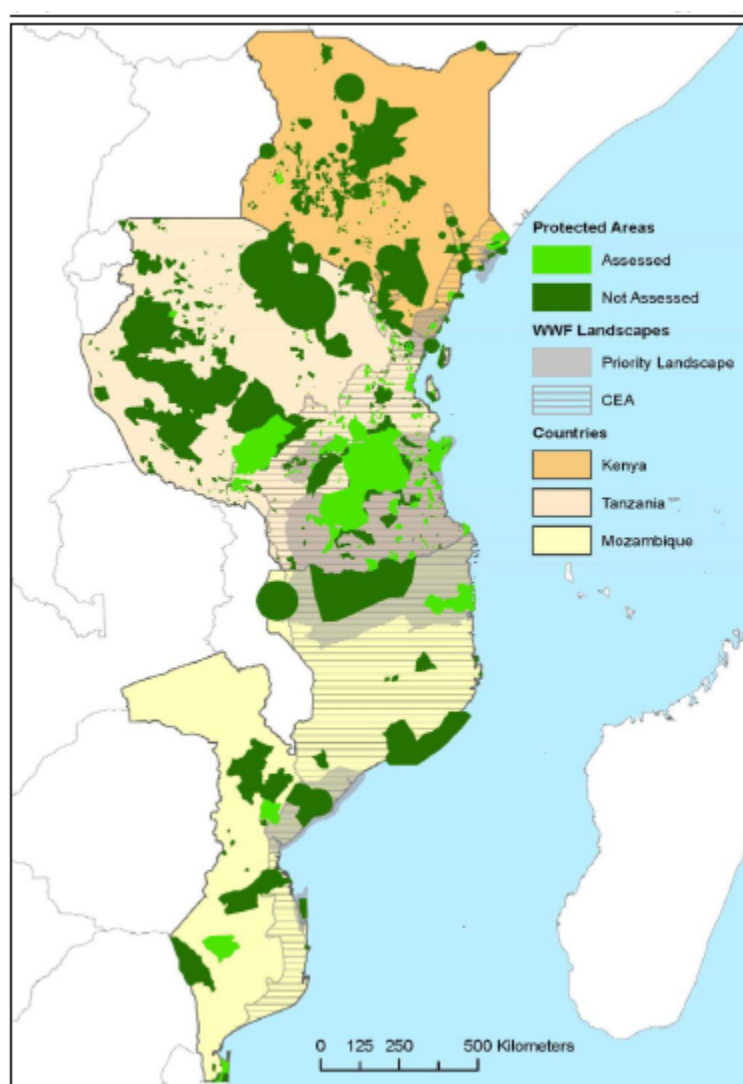 Protected Areas
Assessed
Not Assessed
WWF Landscapes
Priority Landscape
CEA
Countries
Kenya
Tanzania
Mozambique
0 125 250 500 Kilometers